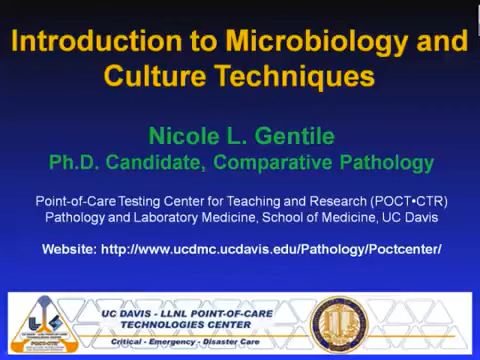 Introduction to Microbiology and
Culture Techniques
Nicole L. Gentile
Ph.D. Candidate, Comparative Pathology
Point-of-Care Testing Center for Teaching and Research (POCT•CTR)
Pathology and Laboratory Medicine, School of Medicine, UC Davis
Website: http://www.ucdmc.ucdavis.edu/Pathology/Poctcenter/
UC DAVIS - LLNL POINT-OF-CARE
TECHNOLOGIES CENTER
Critical - Emergency - Disaster Care
POCT•CTR